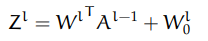 Z^l = W^{l^T} A^{l-1} + W_0^l